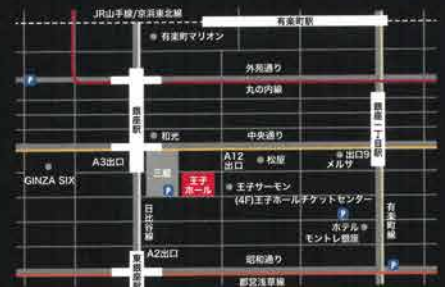 JR山手線/京浜東北線
有楽町駅
有楽町マリオン
外堀通り
P
丸の内線
銀座駅
銀座一丁目駅
和光
中央通り
A3出口
三越
A12
出口
松屋
出口9
メルサ
GINZA SIX
P
王子
ホール
王子サーモン
(4F)王子ホールチケットセンター
P
日比谷線
ホテル
モントレ銀座
有楽町線
A2出口
昭和通り
P
東銀座駅
都営浅草線